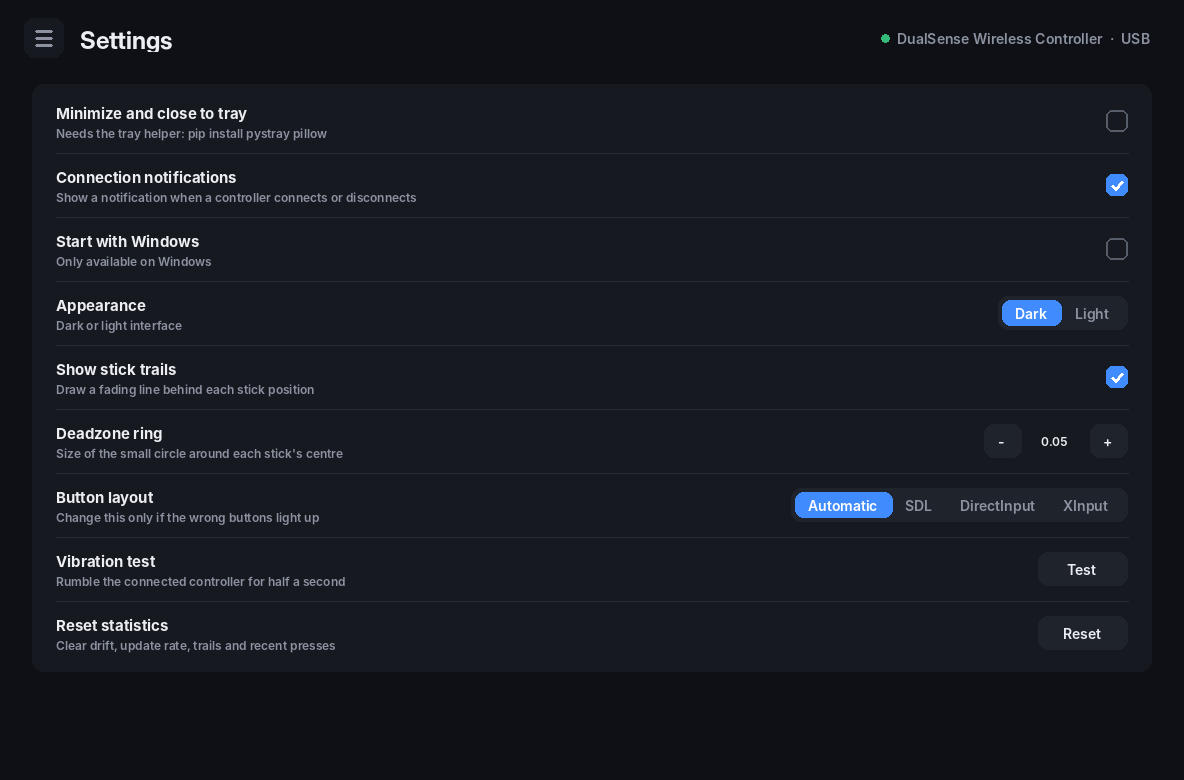 Settings
DualSense Wireless Controller · USB
Minimize and close to tray
Needs the tray helper: pip install pystray pillow
Connection notifications
Show a notification when a controller connects or disconnects
Start with Windows
Only available on Windows
Appearance
Dark or light interface
Dark Light
Show stick trails
Draw a fading line behind each stick position
Deadzone ring
Size of the small circle around each stick's centre
- 0.05 +
Button layout
Change this only if the wrong buttons light up
Automatic SDL DirectInput XInput
Vibration test
Rumble the connected controller for half a second
Test
Reset statistics
Clear drift, update rate, trails and recent presses
Reset